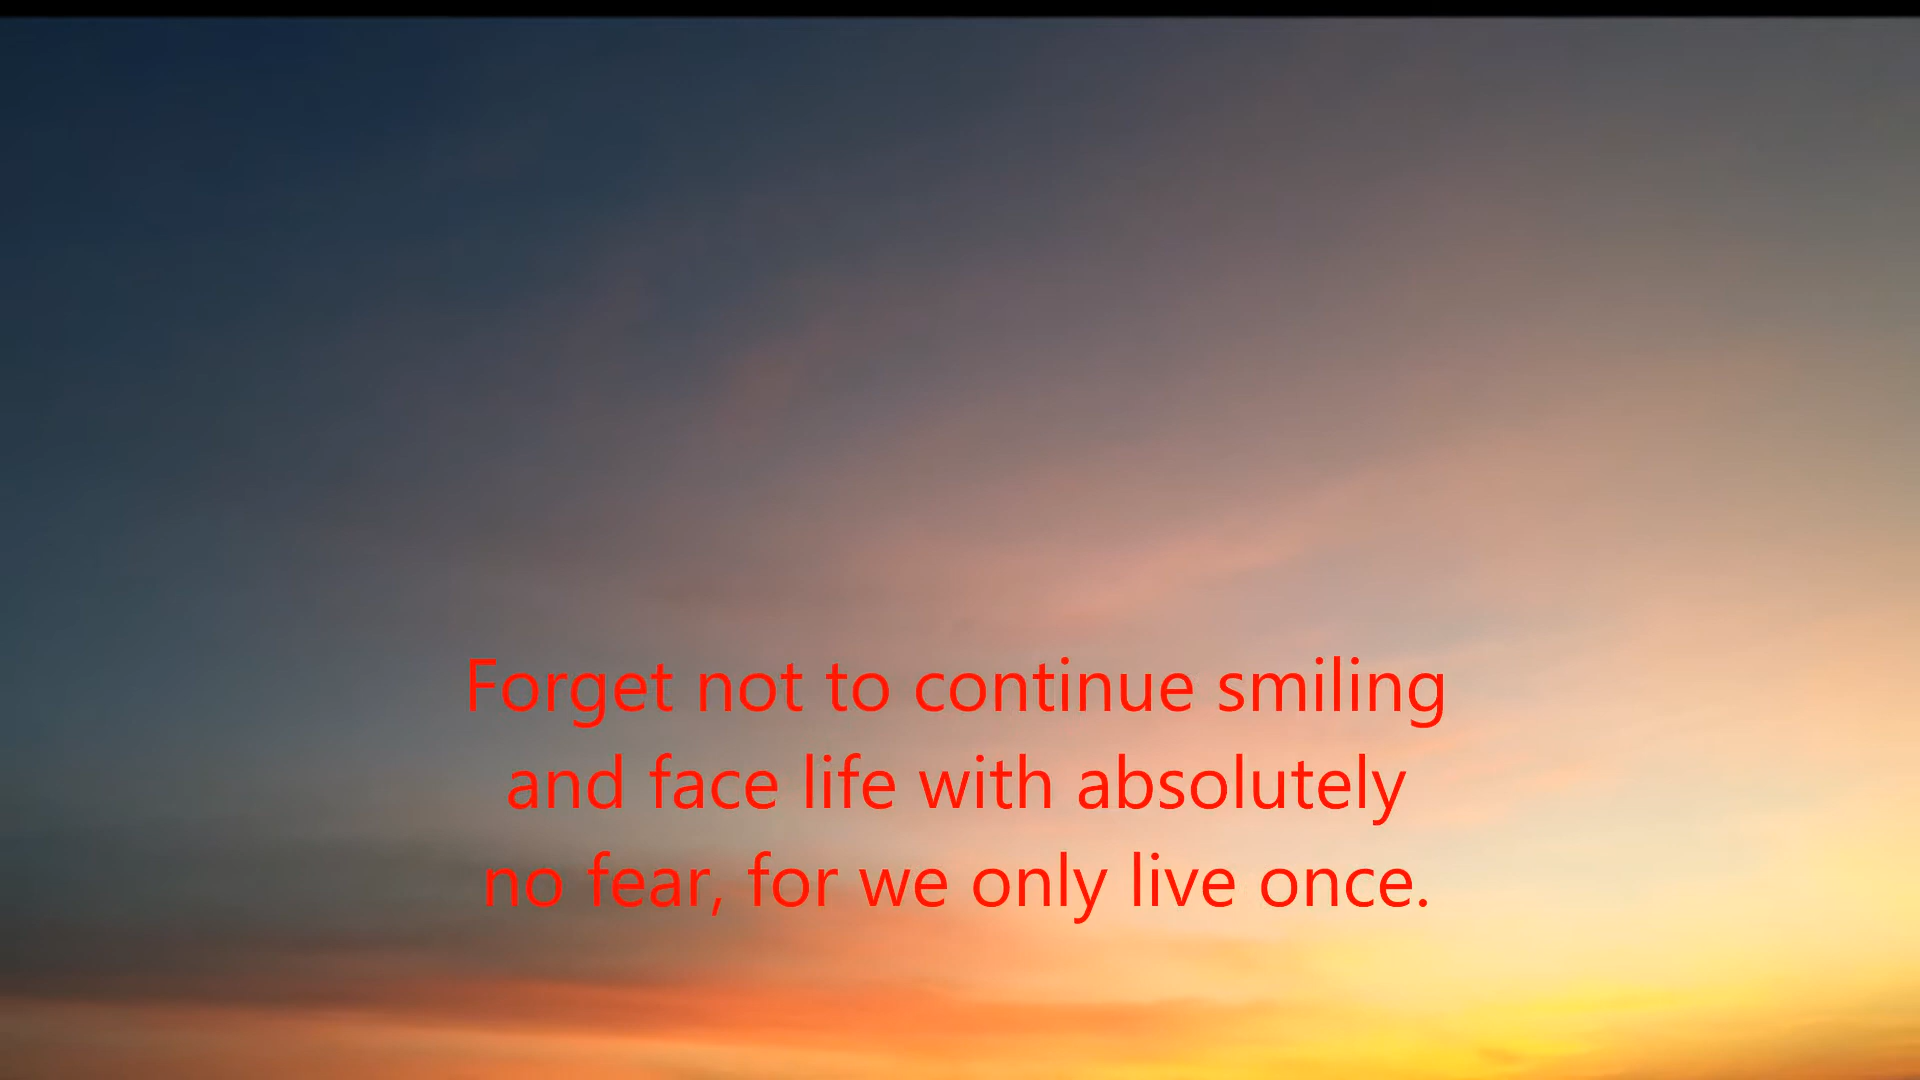 Forget not to continue smiling
and face life with absolutely
no fear, for we only live once.